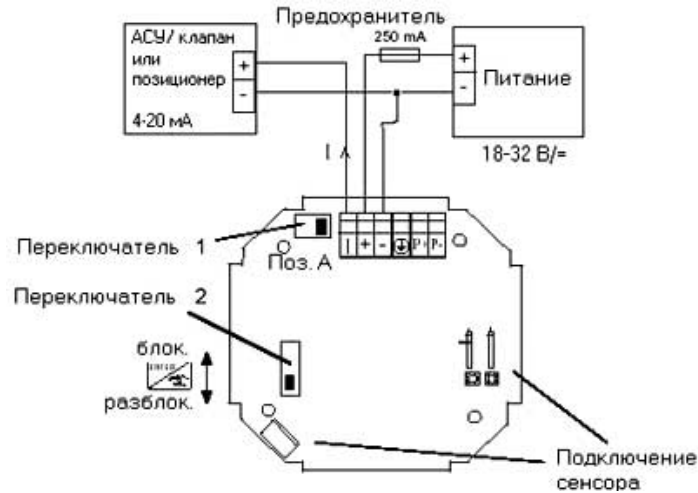 Предохранитель
250 mA
АСУ/ клапан
или
позиционер
+
-
4-20 мА
+
-
Питание
18-32 В/=
I
I + - P+ P-
Переключатель 1
Поз. А
Переключатель 2
блок.
разблок.
Подключение
сенсора